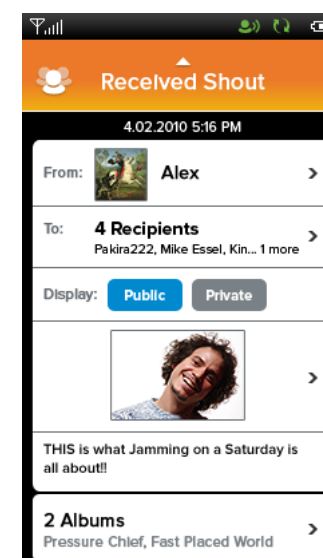 Received Shout
4.02.2010 5:16 PM
From: Alex
To: 4 Recipients
Pakira222, Mike Essel, Kin... 1 more
Display: Public Private
THIS is what Jamming on a Saturday is
all about!!
2 Albums
Pressure Chief, Fast Placed World